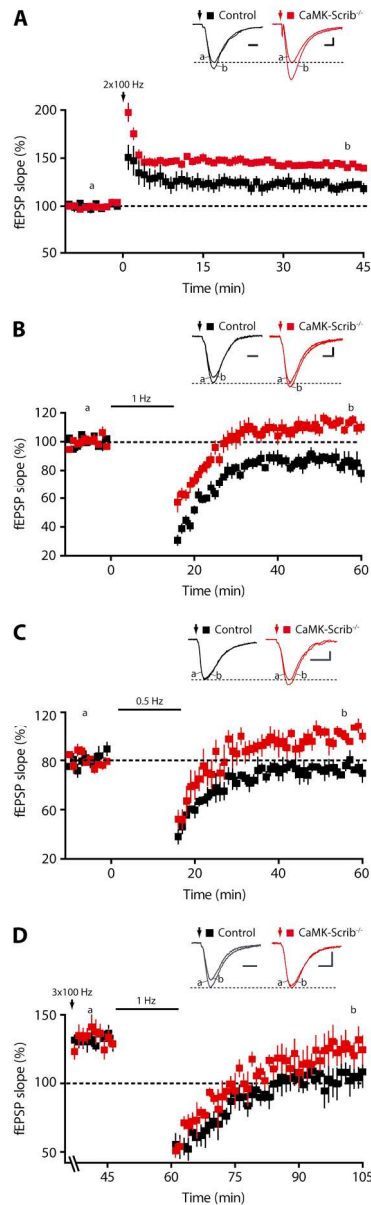 A
Control
CaMK-Scrib-/-
a
b
a
b
2x100 Hz
200
150
100
50
fEPSP slope (%)
a
b
0
15
30
45
Time (min)
B
Control
CaMK-Scrib-/-
a
b
a
b
a
1 Hz
b
120
100
80
60
40
20
fEPSP slope (%)
0
20
40
60
Time (min)
C
Control
CaMK-Scrib-/-
a
b
a
b
a
0.5 Hz
b
120
80
60
20
fEPSP slope (%)
0
20
40
60
Time (min)
D
Control
CaMK-Scrib-/-
a
b
a
b
3x100 Hz
a
1 Hz
b
150
100
50
fEPSP slope (%)
45
60
75
90
105
Time (min)